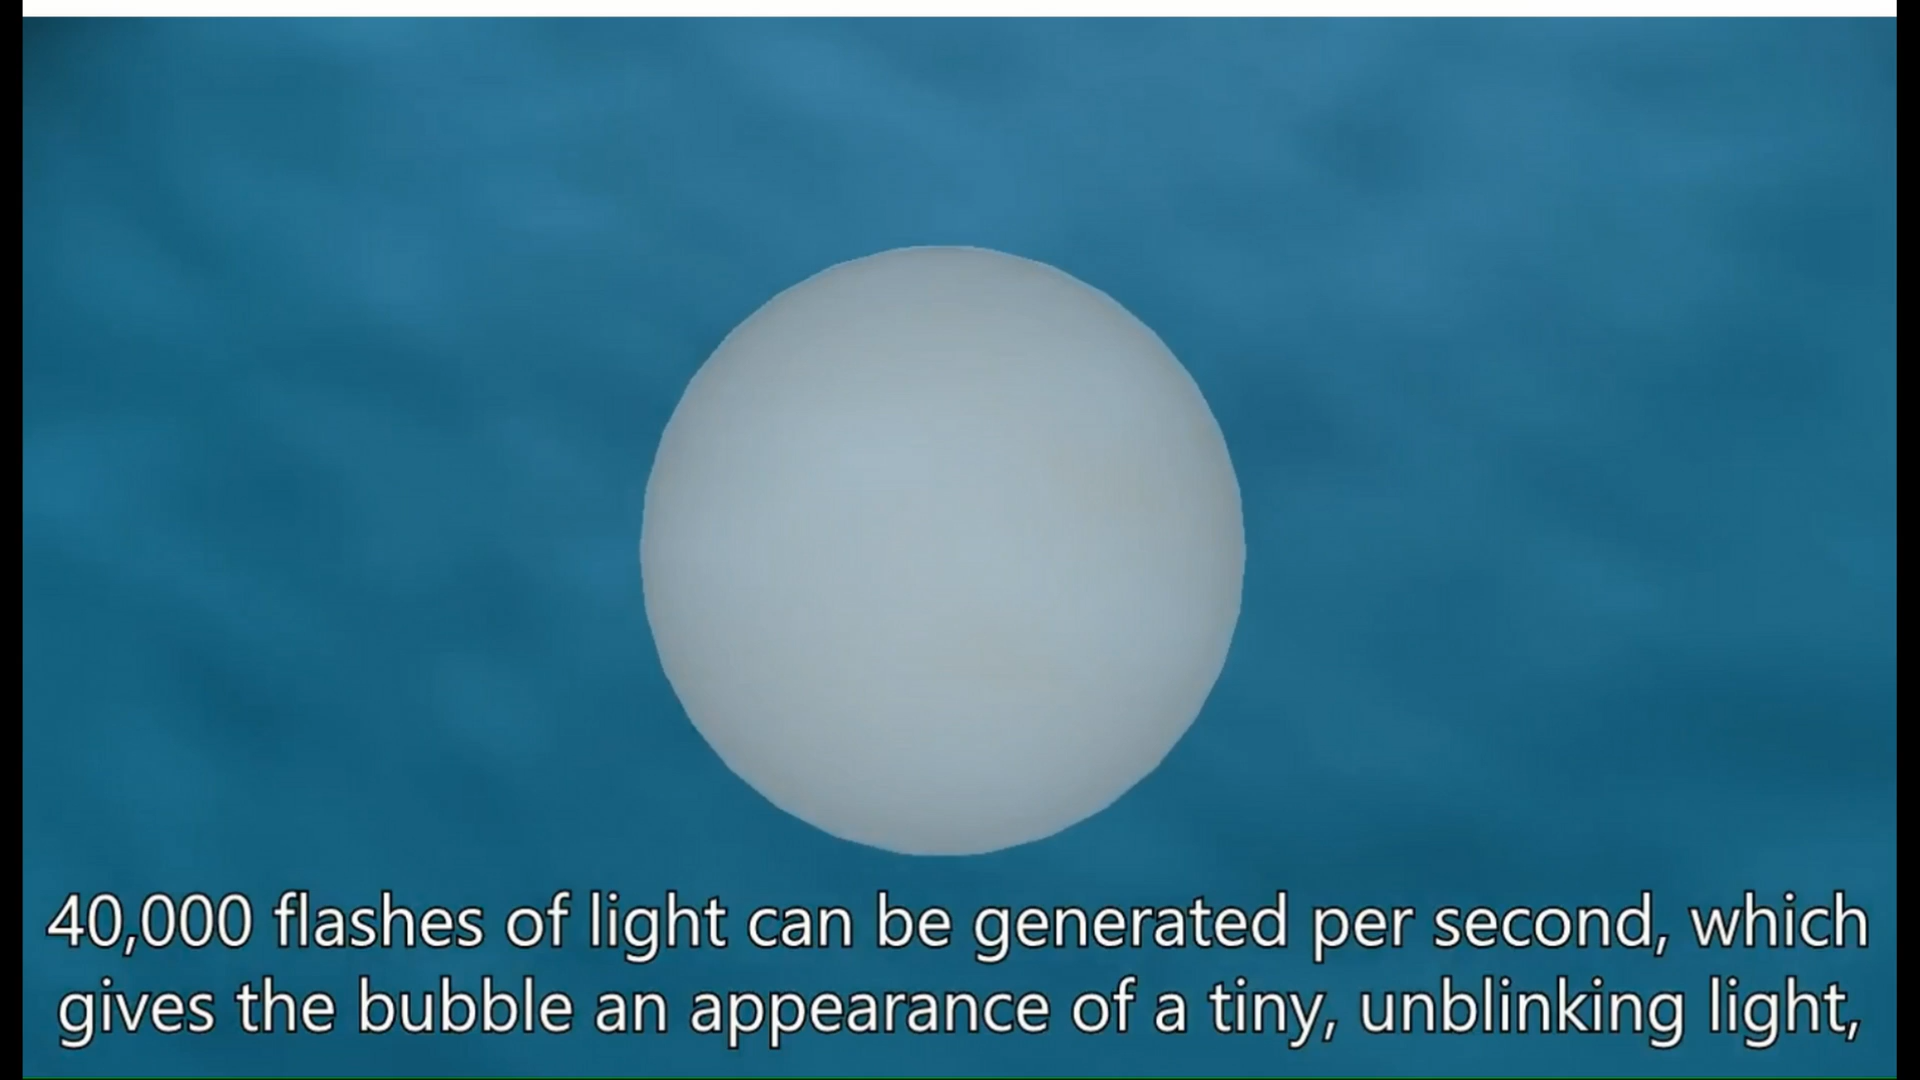 40,000 flashes of light can be generated per second, which
gives the bubble an appearance of a tiny, unblinking light,